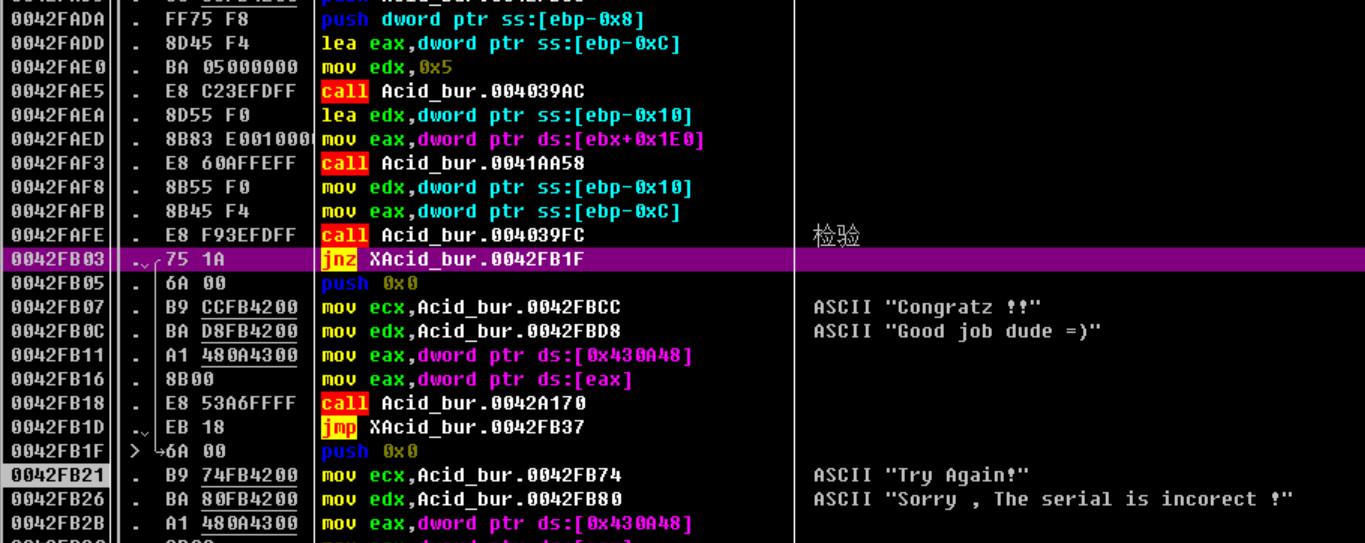 0042FADA . FF75 F8 push dword ptr ss:[ebp-0x8]
0042FADD . 8D45 F4 lea eax,dword ptr ss:[ebp-0xC]
0042FAE0 . BA 05000000 mov edx,0x5
0042FAE5 . E8 C23EFDFF call Acid_bur.004039AC
0042FAEA . 8D55 F0 lea edx,dword ptr ss:[ebp-0x10]
0042FAED . 8B83 E001000 mov eax,dword ptr ds:[ebx+0x1E0]
0042FAF3 . E8 60AFFEFF call Acid_bur.0041AA58
0042FAF8 . 8B55 F0 mov edx,dword ptr ss:[ebp-0x10]
0042FAFB . 8B45 F4 mov eax,dword ptr ss:[ebp-0xC]
0042FAFE . E8 F93EFDFF call Acid_bur.004039FC 检验
0042FB03 . 75 1A jnz XAcid_bur.0042FB1F
0042FB05 . 6A 00 push 0x0
0042FB07 . B9 CCFB4200 mov ecx,Acid_bur.0042FBCC ASCII "Congratz !!"
0042FB0C . BA D8FB4200 mov edx,Acid_bur.0042FBD8 ASCII "Good job dude =)"
0042FB11 . A1 480A4300 mov eax,dword ptr ds:[0x430A48]
0042FB16 . 8B00 mov eax,dword ptr ds:[eax]
0042FB18 . E8 53A6FFFF call Acid_bur.0042A170
0042FB1D . EB 18 jmp XAcid_bur.0042FB37
0042FB1F > 6A 00 push 0x0
0042FB21 . B9 74FB4200 mov ecx,Acid_bur.0042FB74 ASCII "Try Again!"
0042FB26 . BA 80FB4200 mov edx,Acid_bur.0042FB80 ASCII "Sorry , The serial is incorect !"
0042FB2B . A1 480A4300 mov eax,dword ptr ds:[0x430A48]